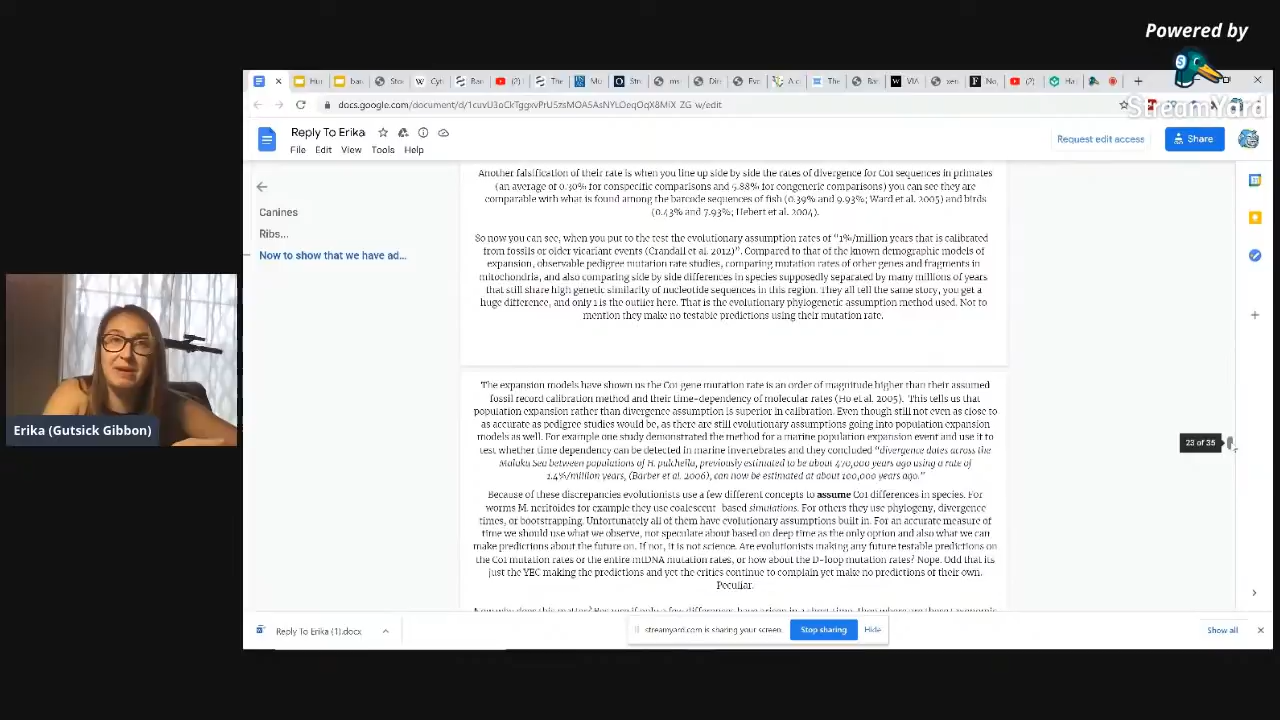 Powered by
StreamYard
docs.google.com/document/d/
Reply To Erika
File Edit View Tools Help
Request edit access
Share
Canines
Ribs...
Now to show that we have ad...
Another falsification of their rate is when you line up side by side the rates of divergence for Co1 sequences in primates
(an average of 0.30% for conspecific comparisons and 5.88% for congeneric comparisons) you can see they are
comparable with what is found among the barcode sequences of fish (0.39% and 9.93%; Ward et al. 2005) and birds
(0.43% and 7.93%; Hebert et al. 2004).
So now you can see, when you put to the test the evolutionary assumption rates of “1%/million years that is calibrated
from fossils or older vicariant events (Crandall et al. 2012)”. Compared to that of the known demographic models of
expansion, observable pedigree mutation rate studies, comparing mutation rates of other genes and fragments in
mitochondria, and also comparing side by side differences in species supposedly separated by many millions of years
that still share high genetic similarity of nucleotide sequences in this region. They all tell the same story, you get a
huge difference, and only 1 is the outlier here. That is the evolutionary phylogenetic assumption method used. Not to
mention they make no testable predictions using their mutation rate.
The expansion models have shown us the Co1 gene mutation rate is an order of magnitude higher than their assumed
fossil record calibration method and their time-dependency of molecular rates (Ho et al. 2005). This tells us that
population expansion rather than divergence assumption is superior in calibration. Even though still not even as close to
as accurate as pedigree studies would be, as there are still evolutionary assumptions going into population expansion
models as well. For example one study demonstrated the method for a marine population expansion event and use it to
test whether time dependency can be detected in marine invertebrates and they concluded “divergence dates across the
Maluku Sea between populations of H. pulchella, previously estimated to be about 470,000 years ago using a rate of
1.4%/million years, (Barber et al. 2006), can now be estimated at about 100,000 years ago.”
Because of these discrepancies evolutionists use a few different concepts to assume Co1 differences in species. For
worms M. neritoides for example they use coalescent-based simulations. For others they use phylogeny, divergence
times, or bootstrapping. Unfortunately all of them have evolutionary assumptions built in. For an accurate measure of
time we should use what we observe, not speculate about based on deep time as the only option and also what we can
make predictions about the future on. If not, it is not science. Are evolutionists making any future testable predictions on
the Co1 mutation rates or the entire mtDNA mutation rates, or how about the D-loop mutation rates? Nope. Odd that its
just the YEC making the predictions and yet the critics continue to complain yet make no predictions of their own.
Peculiar.
23 of 35
Erika (Gutsick Gibbon)
Reply To Erika (1).docx
streamyard.com is sharing your screen.
Stop sharing
Hide
Show all